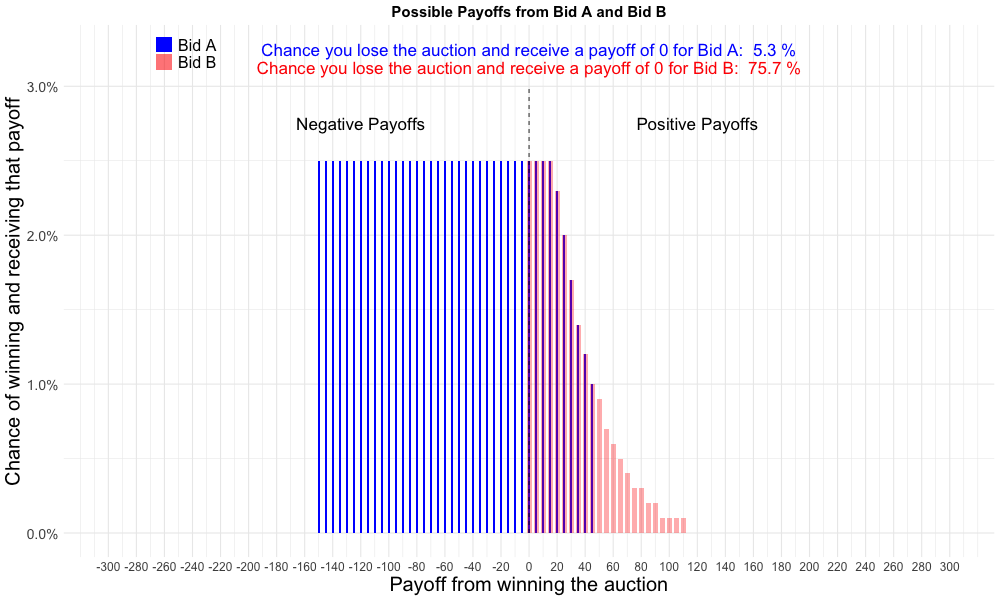 Possible Payoffs from Bid A and Bid B
Bid A
Bid B
Chance you lose the auction and receive a payoff of 0 for Bid A:  5.3 %
Chance you lose the auction and receive a payoff of 0 for Bid B:  75.7 %
Negative Payoffs
Positive Payoffs
Chance of winning and receiving that payoff
3.0%
2.0%
1.0%
0.0%
-300 -280 -260 -240 -220 -200 -180 -160 -140 -120 -100 -80 -60 -40 -20 0 20 40 60 80 100 120 140 160 180 200 220 240 260 280 300
Payoff from winning the auction